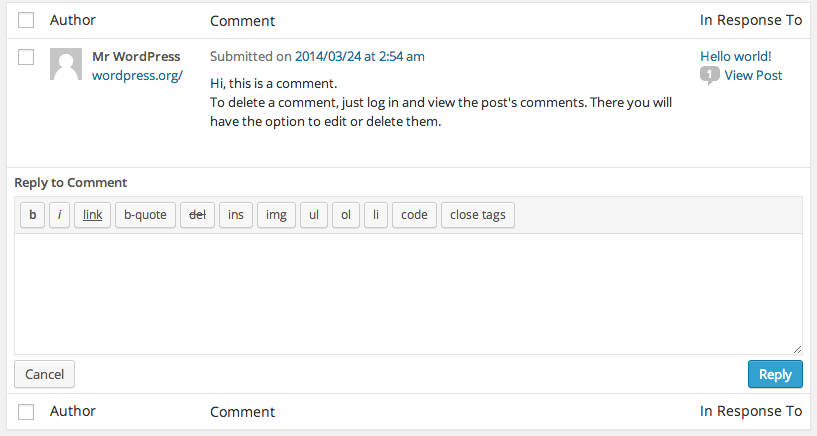 Author Comment In Response To
Mr WordPress Submitted on 2014/03/24 at 2:54 am Hello world!
wordpress.org/ 1 View Post
Hi, this is a comment.
To delete a comment, just log in and view the post's comments. There you will
have the option to edit or delete them.
Reply to Comment
b i link b-quote del ins img ul ol li code close tags
Cancel Reply
Author Comment In Response To